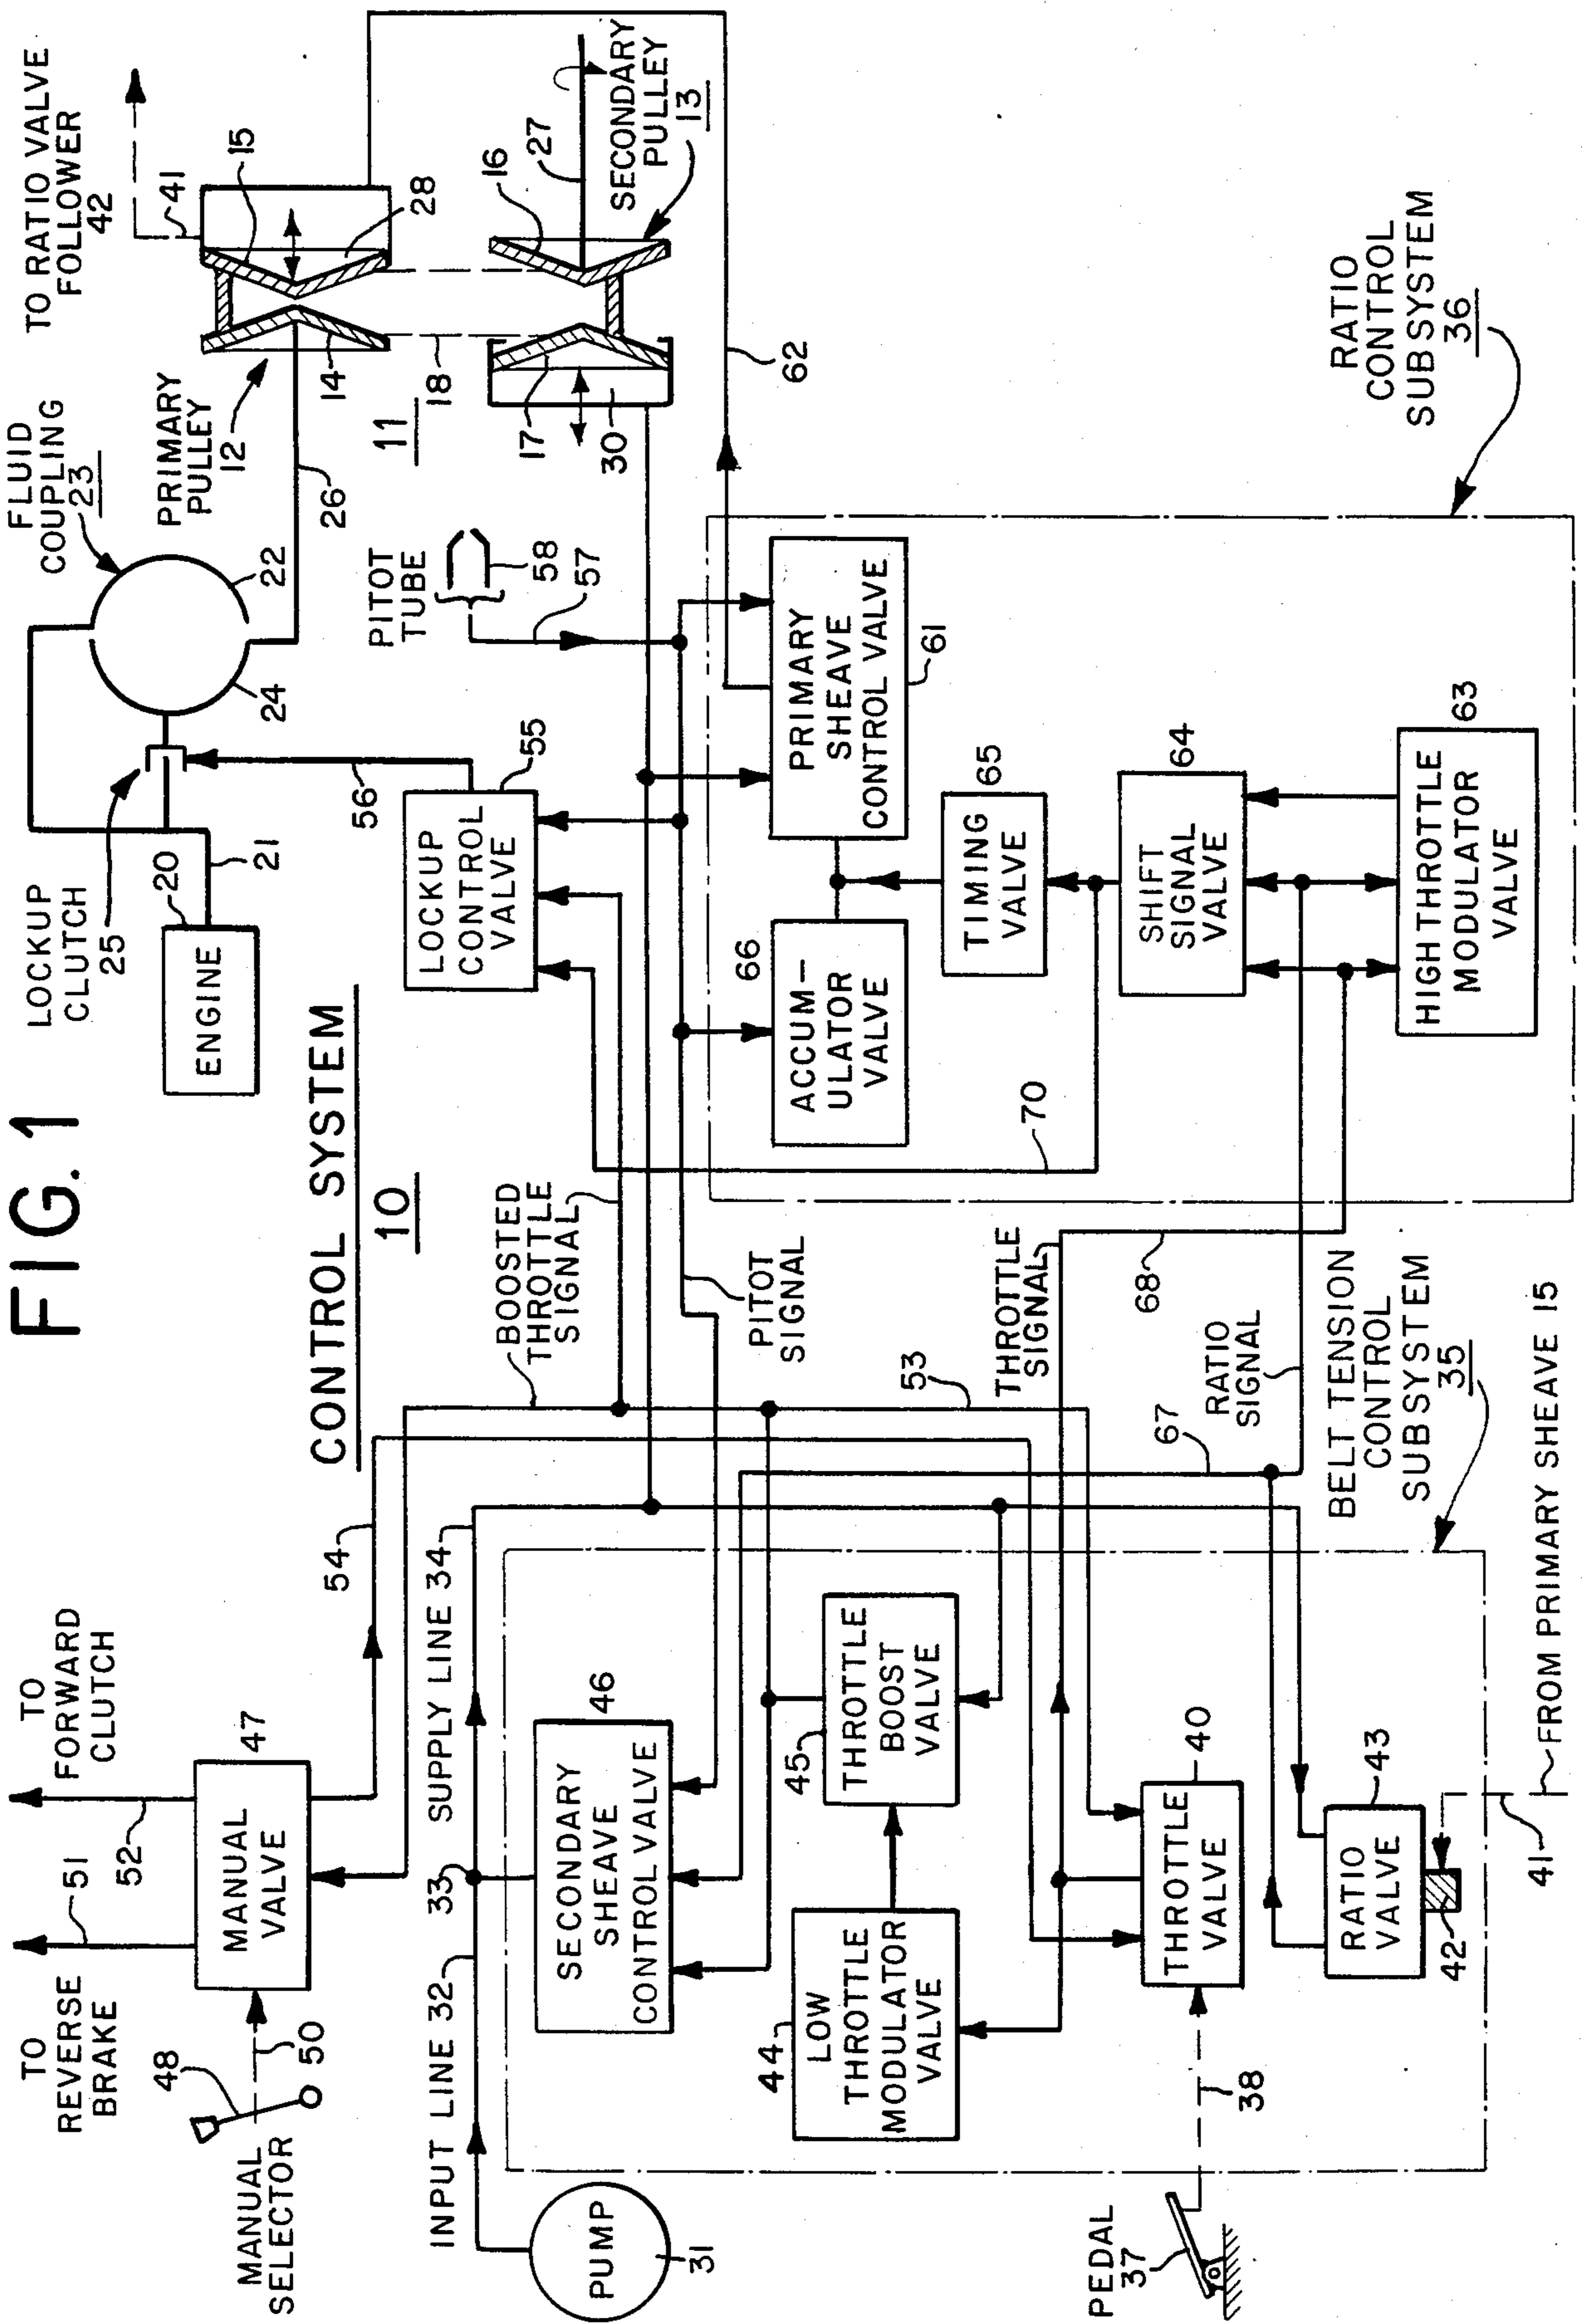 FIG. 1
CONTROL SYSTEM
10
TO
REVERSE
BRAKE
51
TO
FORWARD
CLUTCH
52
MANUAL
VALVE
47
48
50
MANUAL
SELECTOR
54
INPUT LINE 32
33
SUPPLY LINE 34
PUMP
31
SECONDARY
SHEAVE
CONTROL VALVE
46
THROTTLE
BOOST
VALVE
45
LOW
THROTTLE
MODULATOR
VALVE
44
THROTTLE
VALVE
40
RATIO
VALVE
43
42
41
FROM PRIMARY SHEAVE 15
PEDAL
37
38
BELT TENSION
CONTROL
SUBSYSTEM
35
BOOSTED
THROTTLE
SIGNAL
53
PITOT
SIGNAL
THROTTLE
SIGNAL
68
RATIO
SIGNAL
67
LOCKUP
CLUTCH
25
ENGINE
20
21
FLUID
COUPLING
23
22
24
26
LOCKUP
CONTROL
VALVE
55
56
PITOT
TUBE
58
57
PRIMARY
PULLEY
12
11
14
15
28
41
TO RATIO VALVE
FOLLOWER
42
18
17
30
16
27
SECONDARY
PULLEY
13
62
ACCUM-
ULATOR
VALVE
66
PRIMARY
SHEAVE
CONTROL VALVE
61
TIMING
VALVE
65
SHIFT
SIGNAL
VALVE
64
HIGH THROTTLE
MODULATOR
VALVE
63
70
RATIO
CONTROL
SUBSYSTEM
36